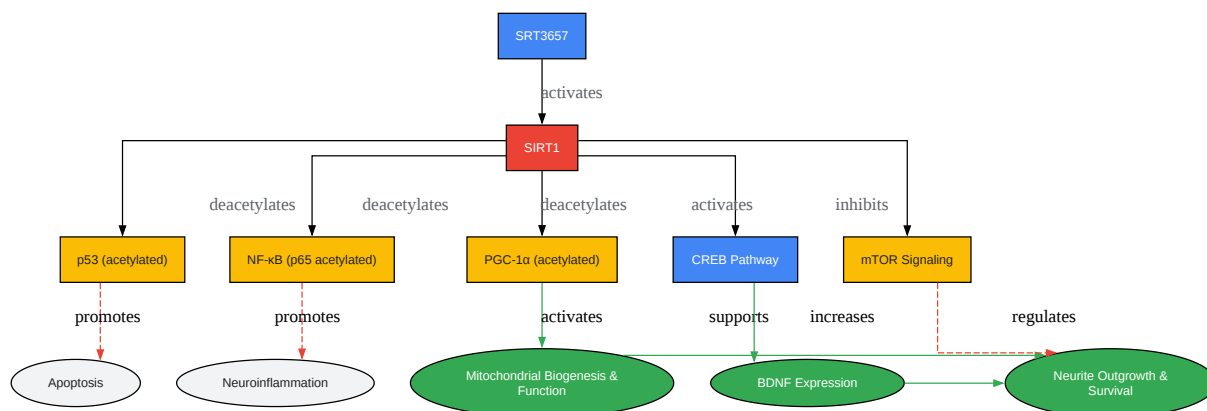 SRT3657
activates
SIRT1
deacetylates
deacetylates
deacetylates
activates
inhibits
p53 (acetylated)
NF-κB (p65 acetylated)
PGC-1α (acetylated)
CREB Pathway
mTOR Signaling
promotes
promotes
activates
supports
increases
regulates
Apoptosis
Neuroinflammation
Mitochondrial Biogenesis &
Function
BDNF Expression
Neurite Outgrowth &
Survival